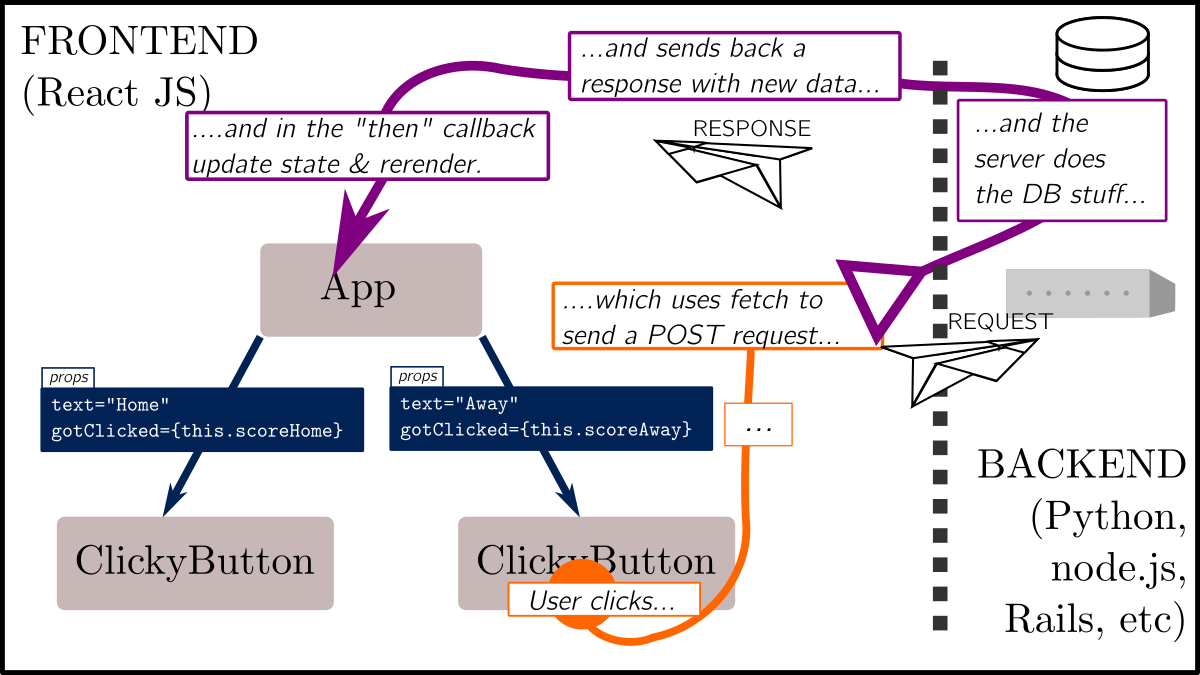 FRONTEND
(React JS)
...and sends back a
response with new data...
....and in the "then" callback
update state & rerender.
RESPONSE
...and the
server does
the DB stuff...
App
....which uses fetch to
send a POST request...
REQUEST
props
text="Home"
gotClicked={this.scoreHome}
props
text="Away"
gotClicked={this.scoreAway}
...
ClickyButton
ClickyButton
User clicks...
BACKEND
(Python,
node.js,
Rails, etc)